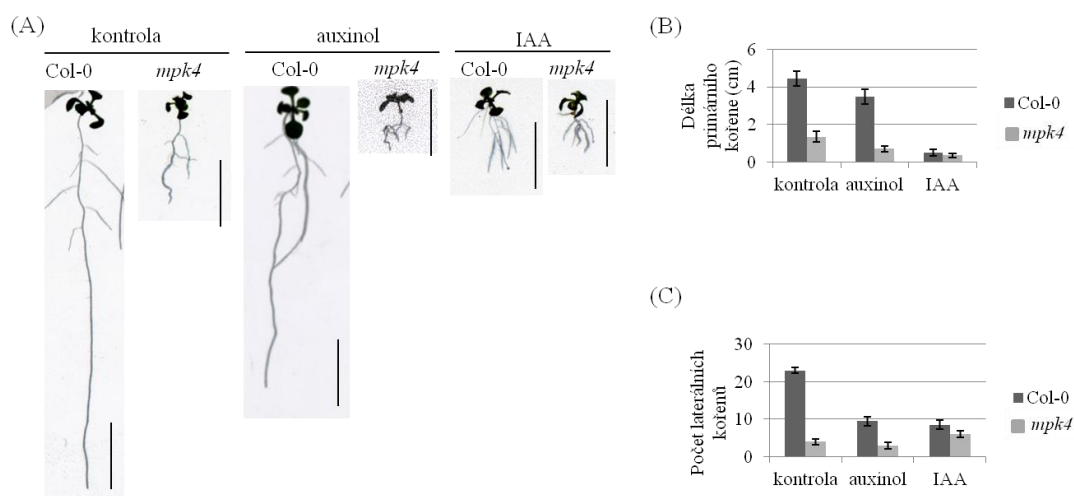 (A)
kontrola
auxinol
IAA
Col-0
mpk4
Col-0
mpk4
Col-0
mpk4
(B)
Délka
primárního
kořene (cm)
6
4
2
0
kontrola auxinol IAA
Col-0
mpk4
(C)
Počet laterálních
kořenů
30
20
10
0
kontrola auxinol IAA
Col-0
mpk4